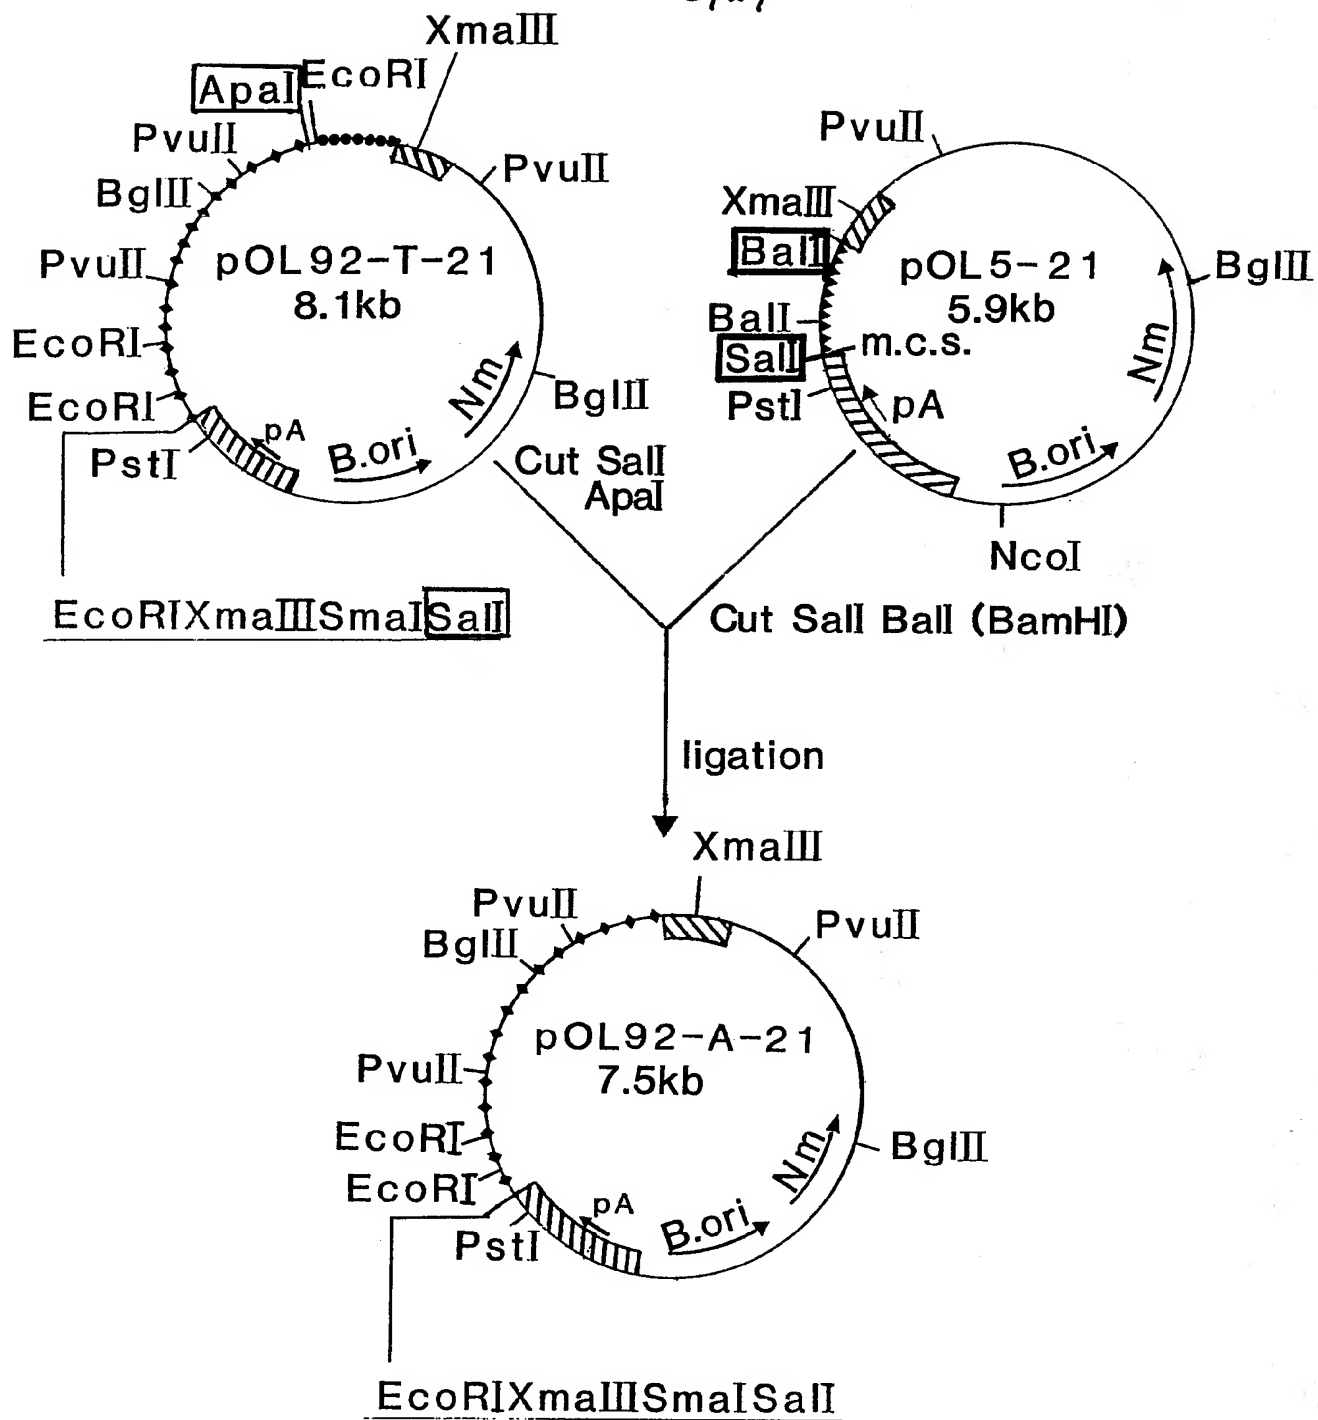 XmaIII
ApaI
EcoRI
PvuII
PvuII
BglII
PvuII
pOL92-T-21
8.1kb
EcoRI
EcoRI
PstI
pA
B.ori
Nm
BglII
Cut SalI
ApaI
EcoRIXmaIIISmaISalI
PvuII
XmaIII
BalI
BalI
SalI
m.c.s.
PstI
pA
pOL5-21
5.9kb
BglII
Nm
B.ori
NcoI
Cut SalI BalI (BamHI)
ligation
XmaIII
PvuII
PvuII
BglII
pOL92-A-21
7.5kb
PvuII
EcoRI
EcoRI
PstI
pA
B.ori
Nm
BglII
EcoRIXmaIIISmaISalI